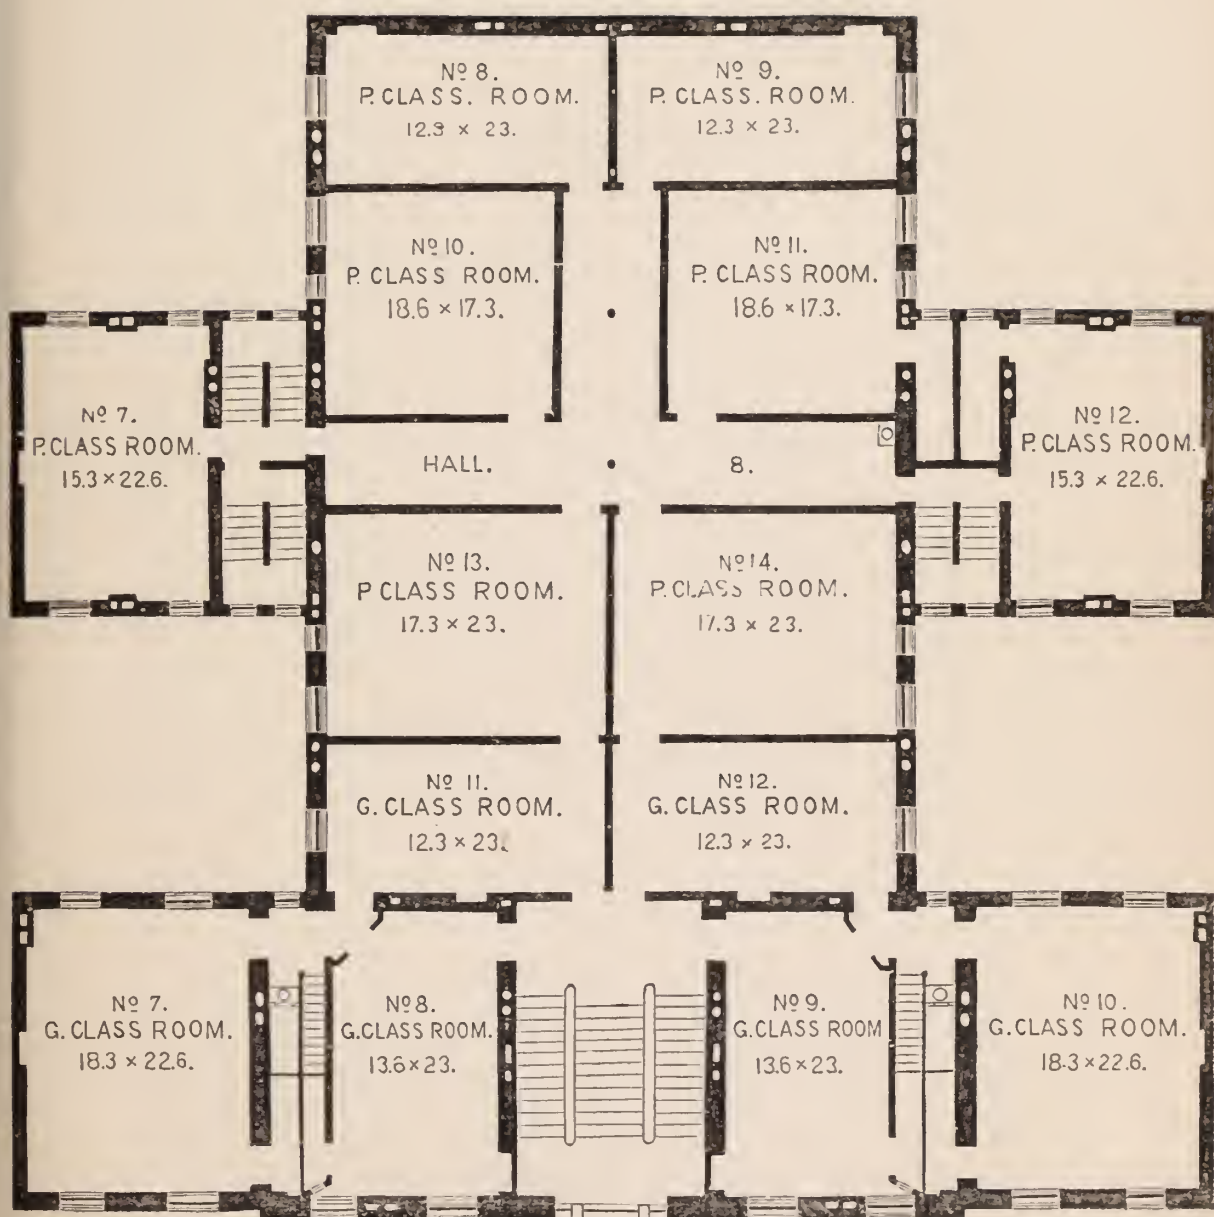 Nº 8.
P. CLASS. ROOM.
12.3 × 23.
Nº 9.
P. CLASS. ROOM.
12.3 × 23.
Nº 10.
P. CLASS ROOM.
18.6 × 17.3.
Nº 11.
P. CLASS ROOM.
18.6 × 17.3.
Nº 7.
P. CLASS ROOM.
15.3 × 22.6.
HALL. 8.
Nº 12.
P. CLASS ROOM.
15.3 × 22.6.
Nº 13.
P CLASS ROOM.
17.3 × 23.
Nº 14.
P. CLASS ROOM.
17.3 × 23.
Nº 11.
G. CLASS ROOM.
12.3 × 23.
Nº 12.
G. CLASS ROOM.
12.3 × 23.
Nº 7.
G. CLASS ROOM.
18.3 × 22.6.
Nº 8.
G. CLASS ROOM.
13.6 × 23.
Nº 9.
G. CLASS ROOM
13.6 × 23.
Nº 10.
G. CLASS ROOM.
18.3 × 22.6.